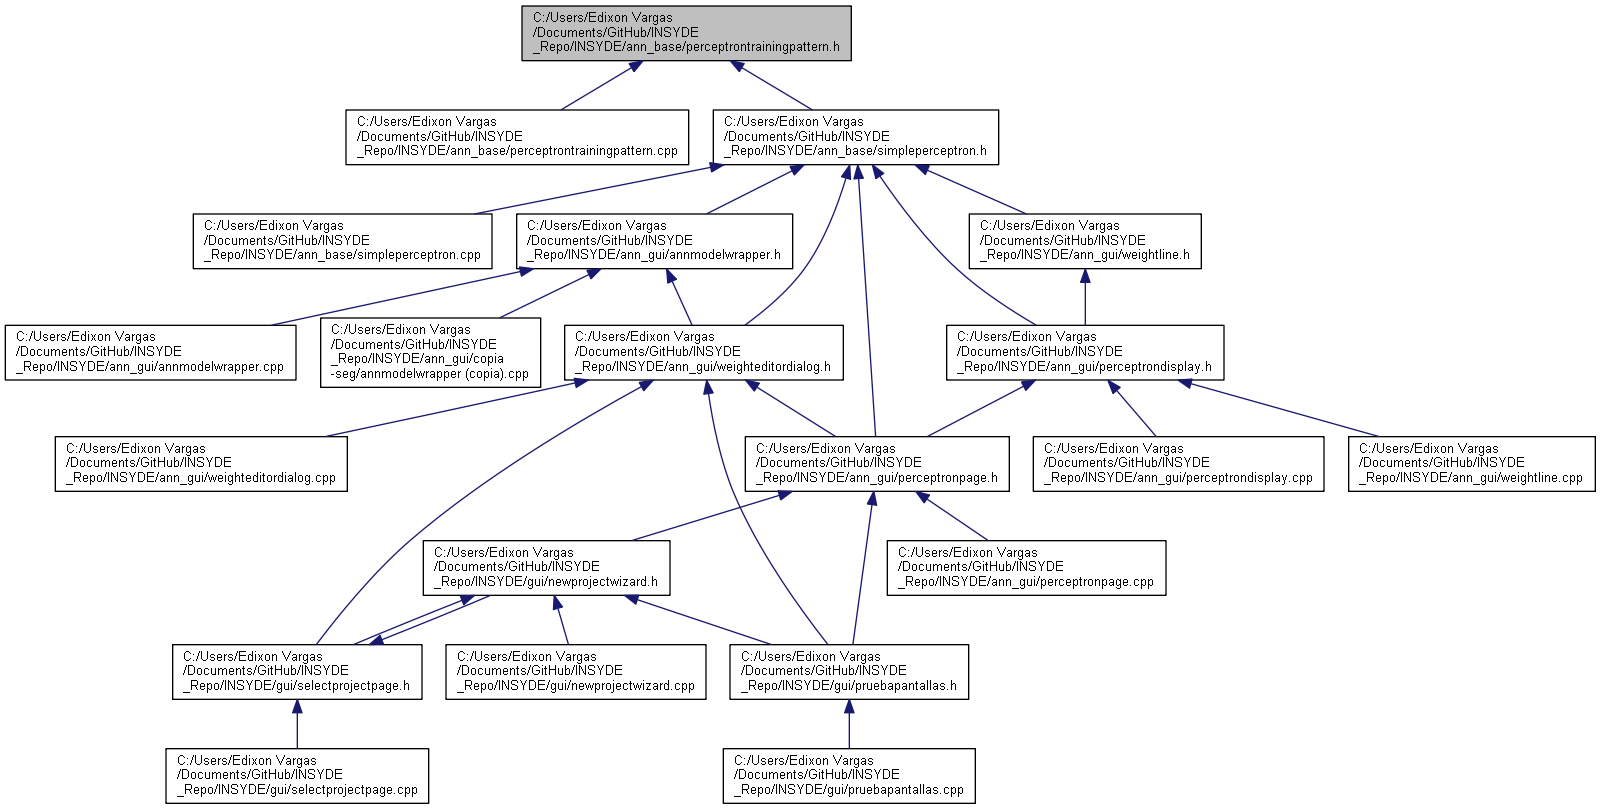 C:/Users/Edixon Vargas
/Documents/GitHub/INSYDE
_Repo/INSYDE/ann_base/perceptrontrainingpattern.h
C:/Users/Edixon Vargas
/Documents/GitHub/INSYDE
_Repo/INSYDE/ann_base/perceptrontrainingpattern.cpp
C:/Users/Edixon Vargas
/Documents/GitHub/INSYDE
_Repo/INSYDE/ann_base/simpleperceptron.h
C:/Users/Edixon Vargas
/Documents/GitHub/INSYDE
_Repo/INSYDE/ann_base/simpleperceptron.cpp
C:/Users/Edixon Vargas
/Documents/GitHub/INSYDE
_Repo/INSYDE/ann_gui/annmodelwrapper.h
C:/Users/Edixon Vargas
/Documents/GitHub/INSYDE
_Repo/INSYDE/ann_gui/weightline.h
C:/Users/Edixon Vargas
/Documents/GitHub/INSYDE
_Repo/INSYDE/ann_gui/annmodelwrapper.cpp
C:/Users/Edixon Vargas
/Documents/GitHub/INSYDE
_Repo/INSYDE/ann_gui/copia
-seg/annmodelwrapper (copia).cpp
C:/Users/Edixon Vargas
/Documents/GitHub/INSYDE
_Repo/INSYDE/ann_gui/weighteditordialog.h
C:/Users/Edixon Vargas
/Documents/GitHub/INSYDE
_Repo/INSYDE/ann_gui/perceptrondisplay.h
C:/Users/Edixon Vargas
/Documents/GitHub/INSYDE
_Repo/INSYDE/ann_gui/weighteditordialog.cpp
C:/Users/Edixon Vargas
/Documents/GitHub/INSYDE
_Repo/INSYDE/ann_gui/perceptronpage.h
C:/Users/Edixon Vargas
/Documents/GitHub/INSYDE
_Repo/INSYDE/ann_gui/perceptrondisplay.cpp
C:/Users/Edixon Vargas
/Documents/GitHub/INSYDE
_Repo/INSYDE/ann_gui/weightline.cpp
C:/Users/Edixon Vargas
/Documents/GitHub/INSYDE
_Repo/INSYDE/gui/newprojectwizard.h
C:/Users/Edixon Vargas
/Documents/GitHub/INSYDE
_Repo/INSYDE/ann_gui/perceptronpage.cpp
C:/Users/Edixon Vargas
/Documents/GitHub/INSYDE
_Repo/INSYDE/gui/selectprojectpage.h
C:/Users/Edixon Vargas
/Documents/GitHub/INSYDE
_Repo/INSYDE/gui/newprojectwizard.cpp
C:/Users/Edixon Vargas
/Documents/GitHub/INSYDE
_Repo/INSYDE/gui/pruebapantallas.h
C:/Users/Edixon Vargas
/Documents/GitHub/INSYDE
_Repo/INSYDE/gui/selectprojectpage.cpp
C:/Users/Edixon Vargas
/Documents/GitHub/INSYDE
_Repo/INSYDE/gui/pruebapantallas.cpp